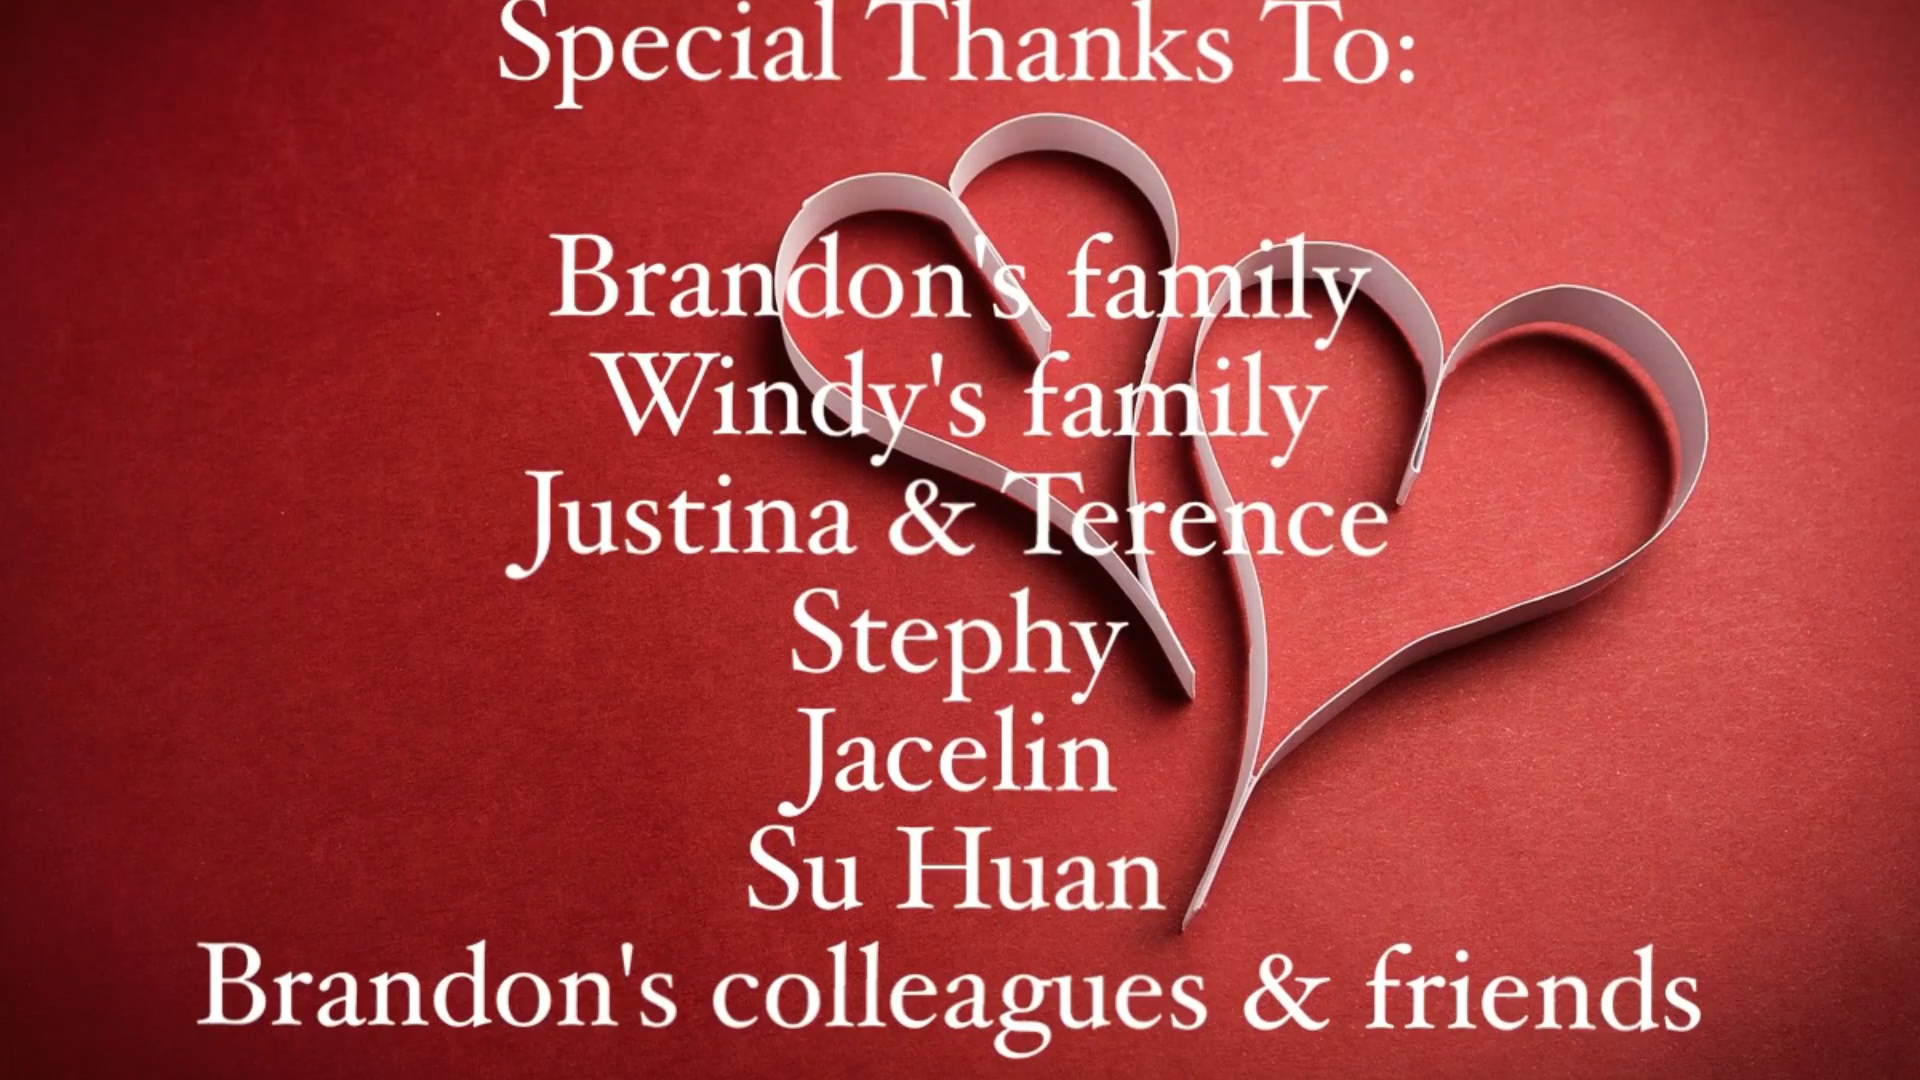 Special Thanks To:
Brandon's family
Windy's family
Justina & Terence
Stephy
Jacelin
Su Huan
Brandon's colleagues & friends